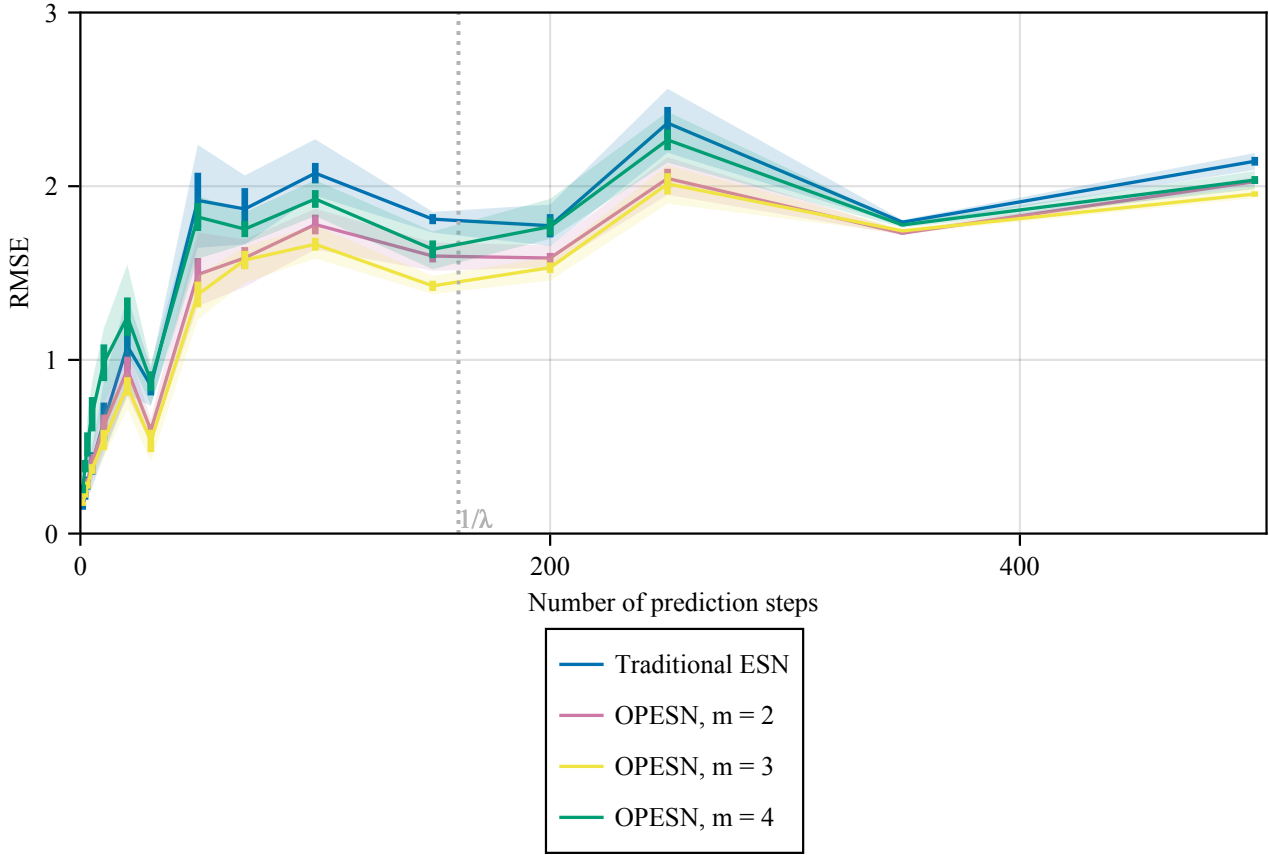 3
2
1
0
RMSE
1/λ
0
200
400
Number of prediction steps
Traditional ESN
OPESN, m = 2
OPESN, m = 3
OPESN, m = 4